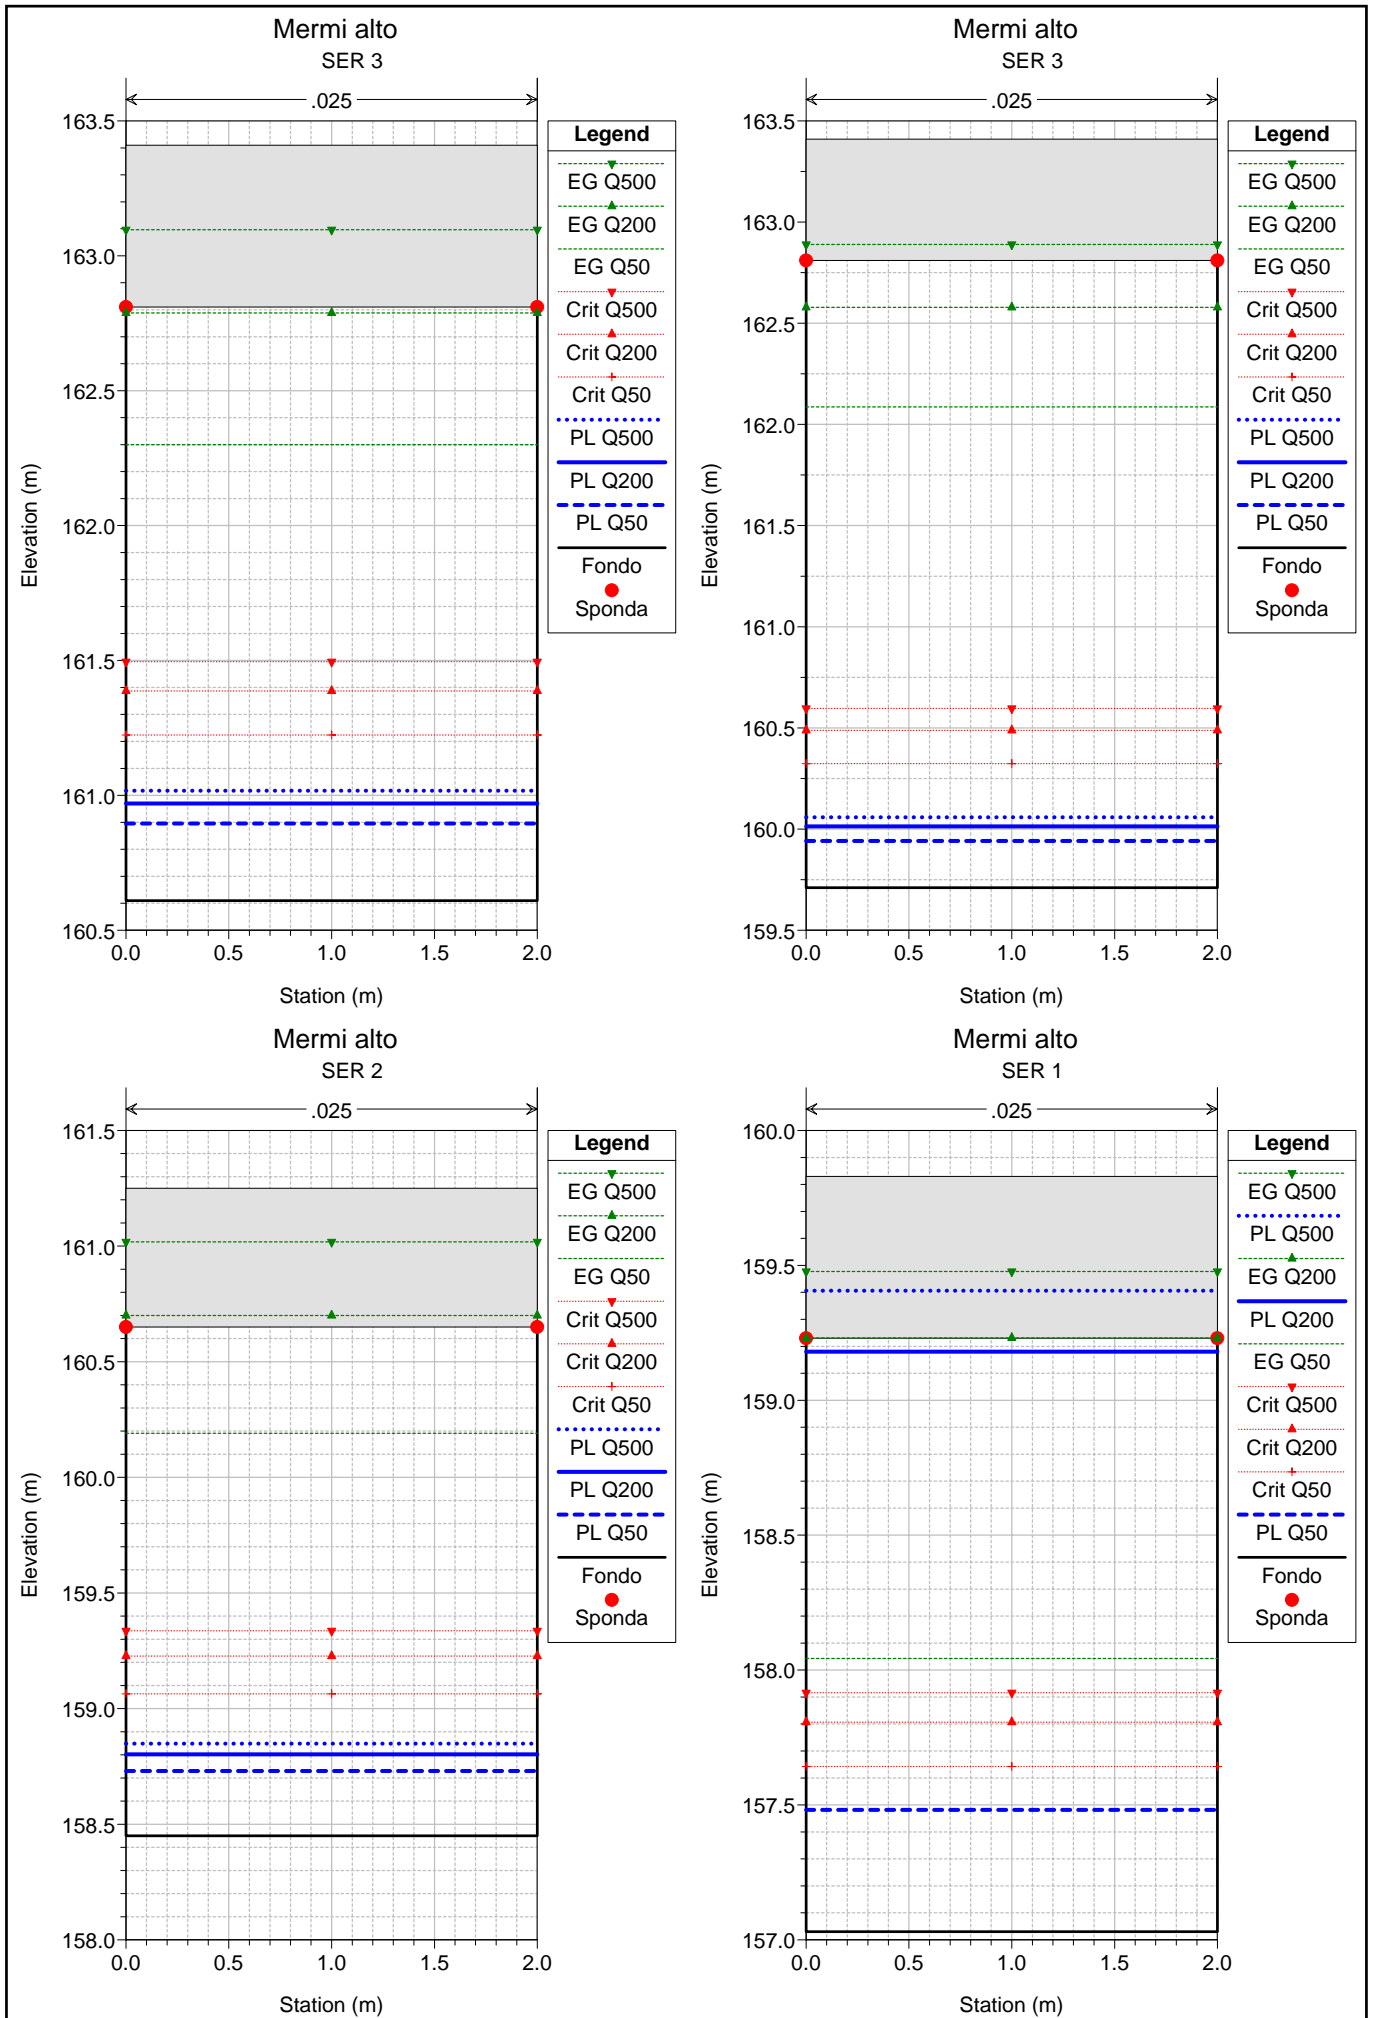 Mermi alto
SER 3
.025
163.5
163.0
162.5
162.0
161.5
161.0
160.5
Elevation (m)
0.0 0.5 1.0 1.5 2.0
Station (m)
Legend
EG Q500
EG Q200
EG Q50
Crit Q500
Crit Q200
Crit Q50
PL Q500
PL Q200
PL Q50
Fondo
Sponda
Mermi alto
SER 3
.025
163.5
163.0
162.5
162.0
161.5
161.0
160.5
160.0
159.5
Elevation (m)
0.0 0.5 1.0 1.5 2.0
Station (m)
Legend
EG Q500
EG Q200
EG Q50
Crit Q500
Crit Q200
Crit Q50
PL Q500
PL Q200
PL Q50
Fondo
Sponda
Mermi alto
SER 2
.025
161.5
161.0
160.5
160.0
159.5
159.0
158.5
158.0
Elevation (m)
0.0 0.5 1.0 1.5 2.0
Station (m)
Legend
EG Q500
EG Q200
EG Q50
Crit Q500
Crit Q200
Crit Q50
PL Q500
PL Q200
PL Q50
Fondo
Sponda
Mermi alto
SER 1
.025
160.0
159.5
159.0
158.5
158.0
157.5
157.0
Elevation (m)
0.0 0.5 1.0 1.5 2.0
Station (m)
Legend
EG Q500
PL Q500
EG Q200
PL Q200
EG Q50
Crit Q500
Crit Q200
Crit Q50
PL Q50
Fondo
Sponda